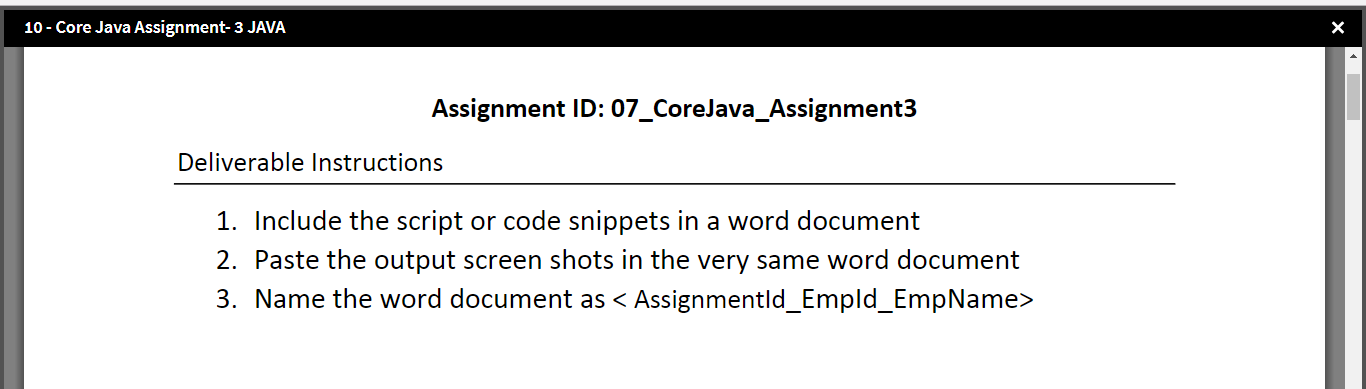 10 - Core Java Assignment- 3 JAVA
Assignment ID: 07_CoreJava_Assignment3
Deliverable Instructions
1. Include the script or code snippets in a word document
2. Paste the output screen shots in the very same word document
3. Name the word document as < AssignmentId_EmpId_EmpName>